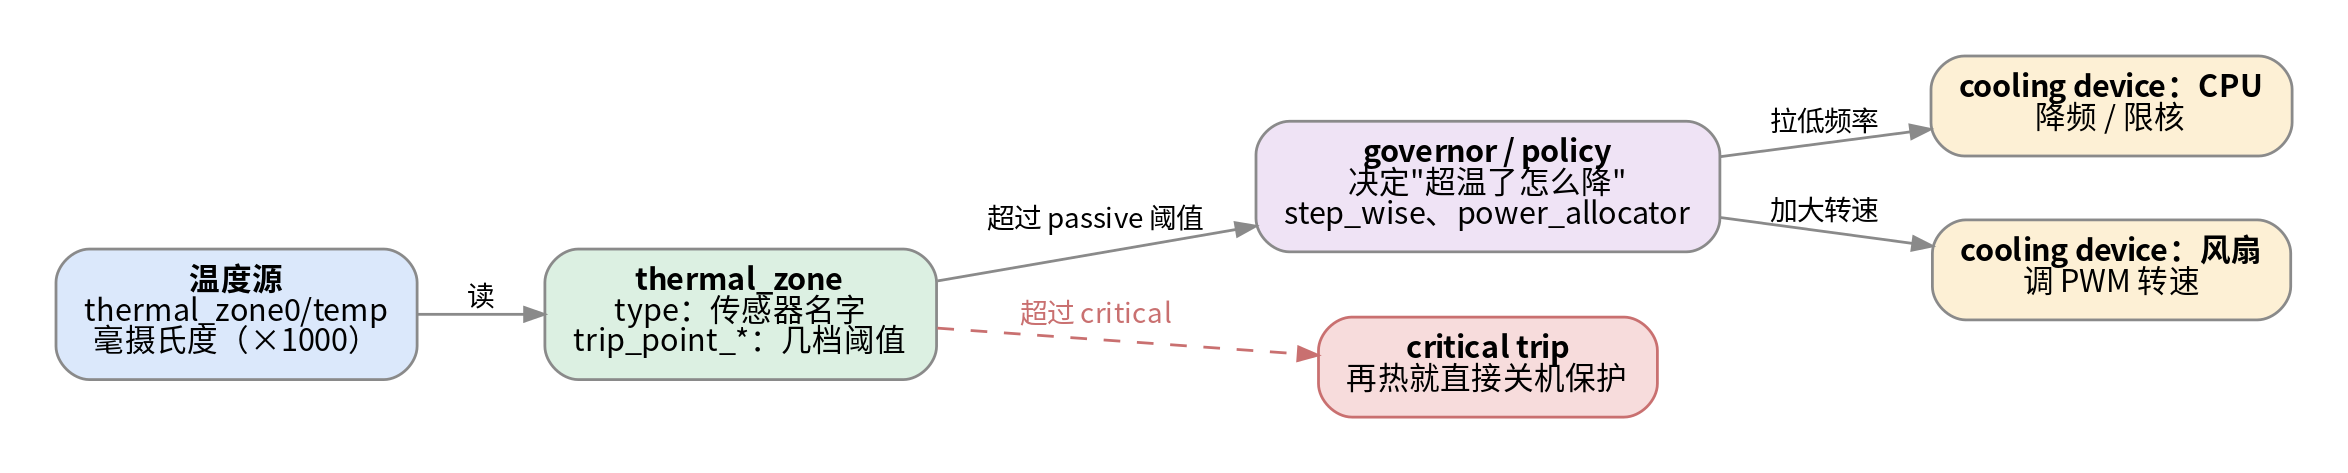 温度源
thermal_zone0/temp
毫摄氏度（×1000）
读
thermal_zone
type：传感器名字
trip_point_*：几档阈值
超过 passive 阈值
超过 critical
governor / policy
决定"超温了怎么降"
step_wise、power_allocator
critical trip
再热就直接关机保护
拉低频率
加大转速
cooling device：CPU
降频 / 限核
cooling device：风扇
调 PWM 转速